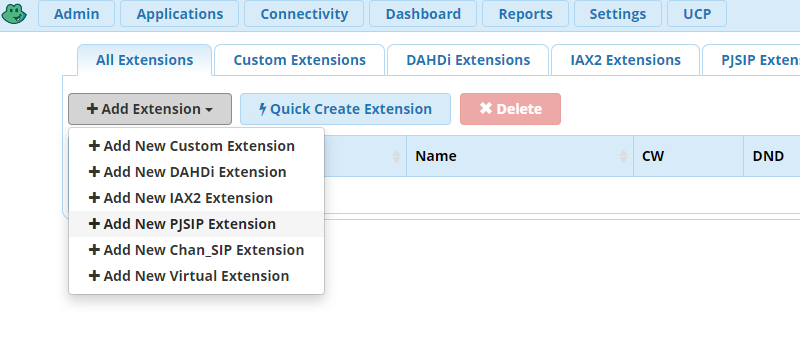 Admin Applications Connectivity Dashboard Reports Settings UCP
All Extensions Custom Extensions DAHDi Extensions IAX2 Extensions PJSIP Exten
Add Extension Quick Create Extension Delete
Name CW DND
Add New Custom Extension
Add New DAHDi Extension
Add New IAX2 Extension
Add New PJSIP Extension
Add New Chan_SIP Extension
Add New Virtual Extension